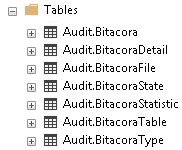 Tables
Audit.Bitacora
Audit.BitacoraDetail
Audit.BitacoraFile
Audit.BitacoraState
Audit.BitacoraStatistic
Audit.BitacoraTable
Audit.BitacoraType